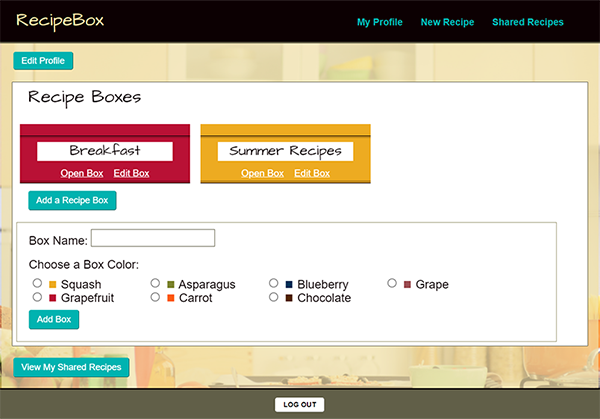 RecipeBox
My Profile New Recipe Shared Recipes
Edit Profile
Recipe Boxes
Breakfast
Open Box Edit Box
Summer Recipes
Open Box Edit Box
Add a Recipe Box
Box Name:
Choose a Box Color:
Squash Asparagus Blueberry Grape
Grapefruit Carrot Chocolate
Add Box
View My Shared Recipes
LOG OUT